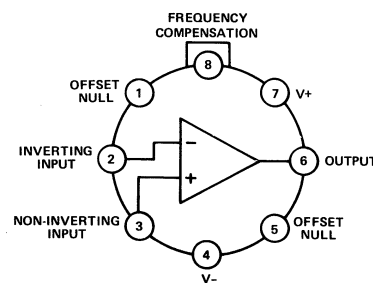 FREQUENCY
COMPENSATION
8
OFFSET
NULL
1
7
V+
INVERTING
INPUT
2
−
6
OUTPUT
+
NON-INVERTING
INPUT
3
5
OFFSET
NULL
4
V−